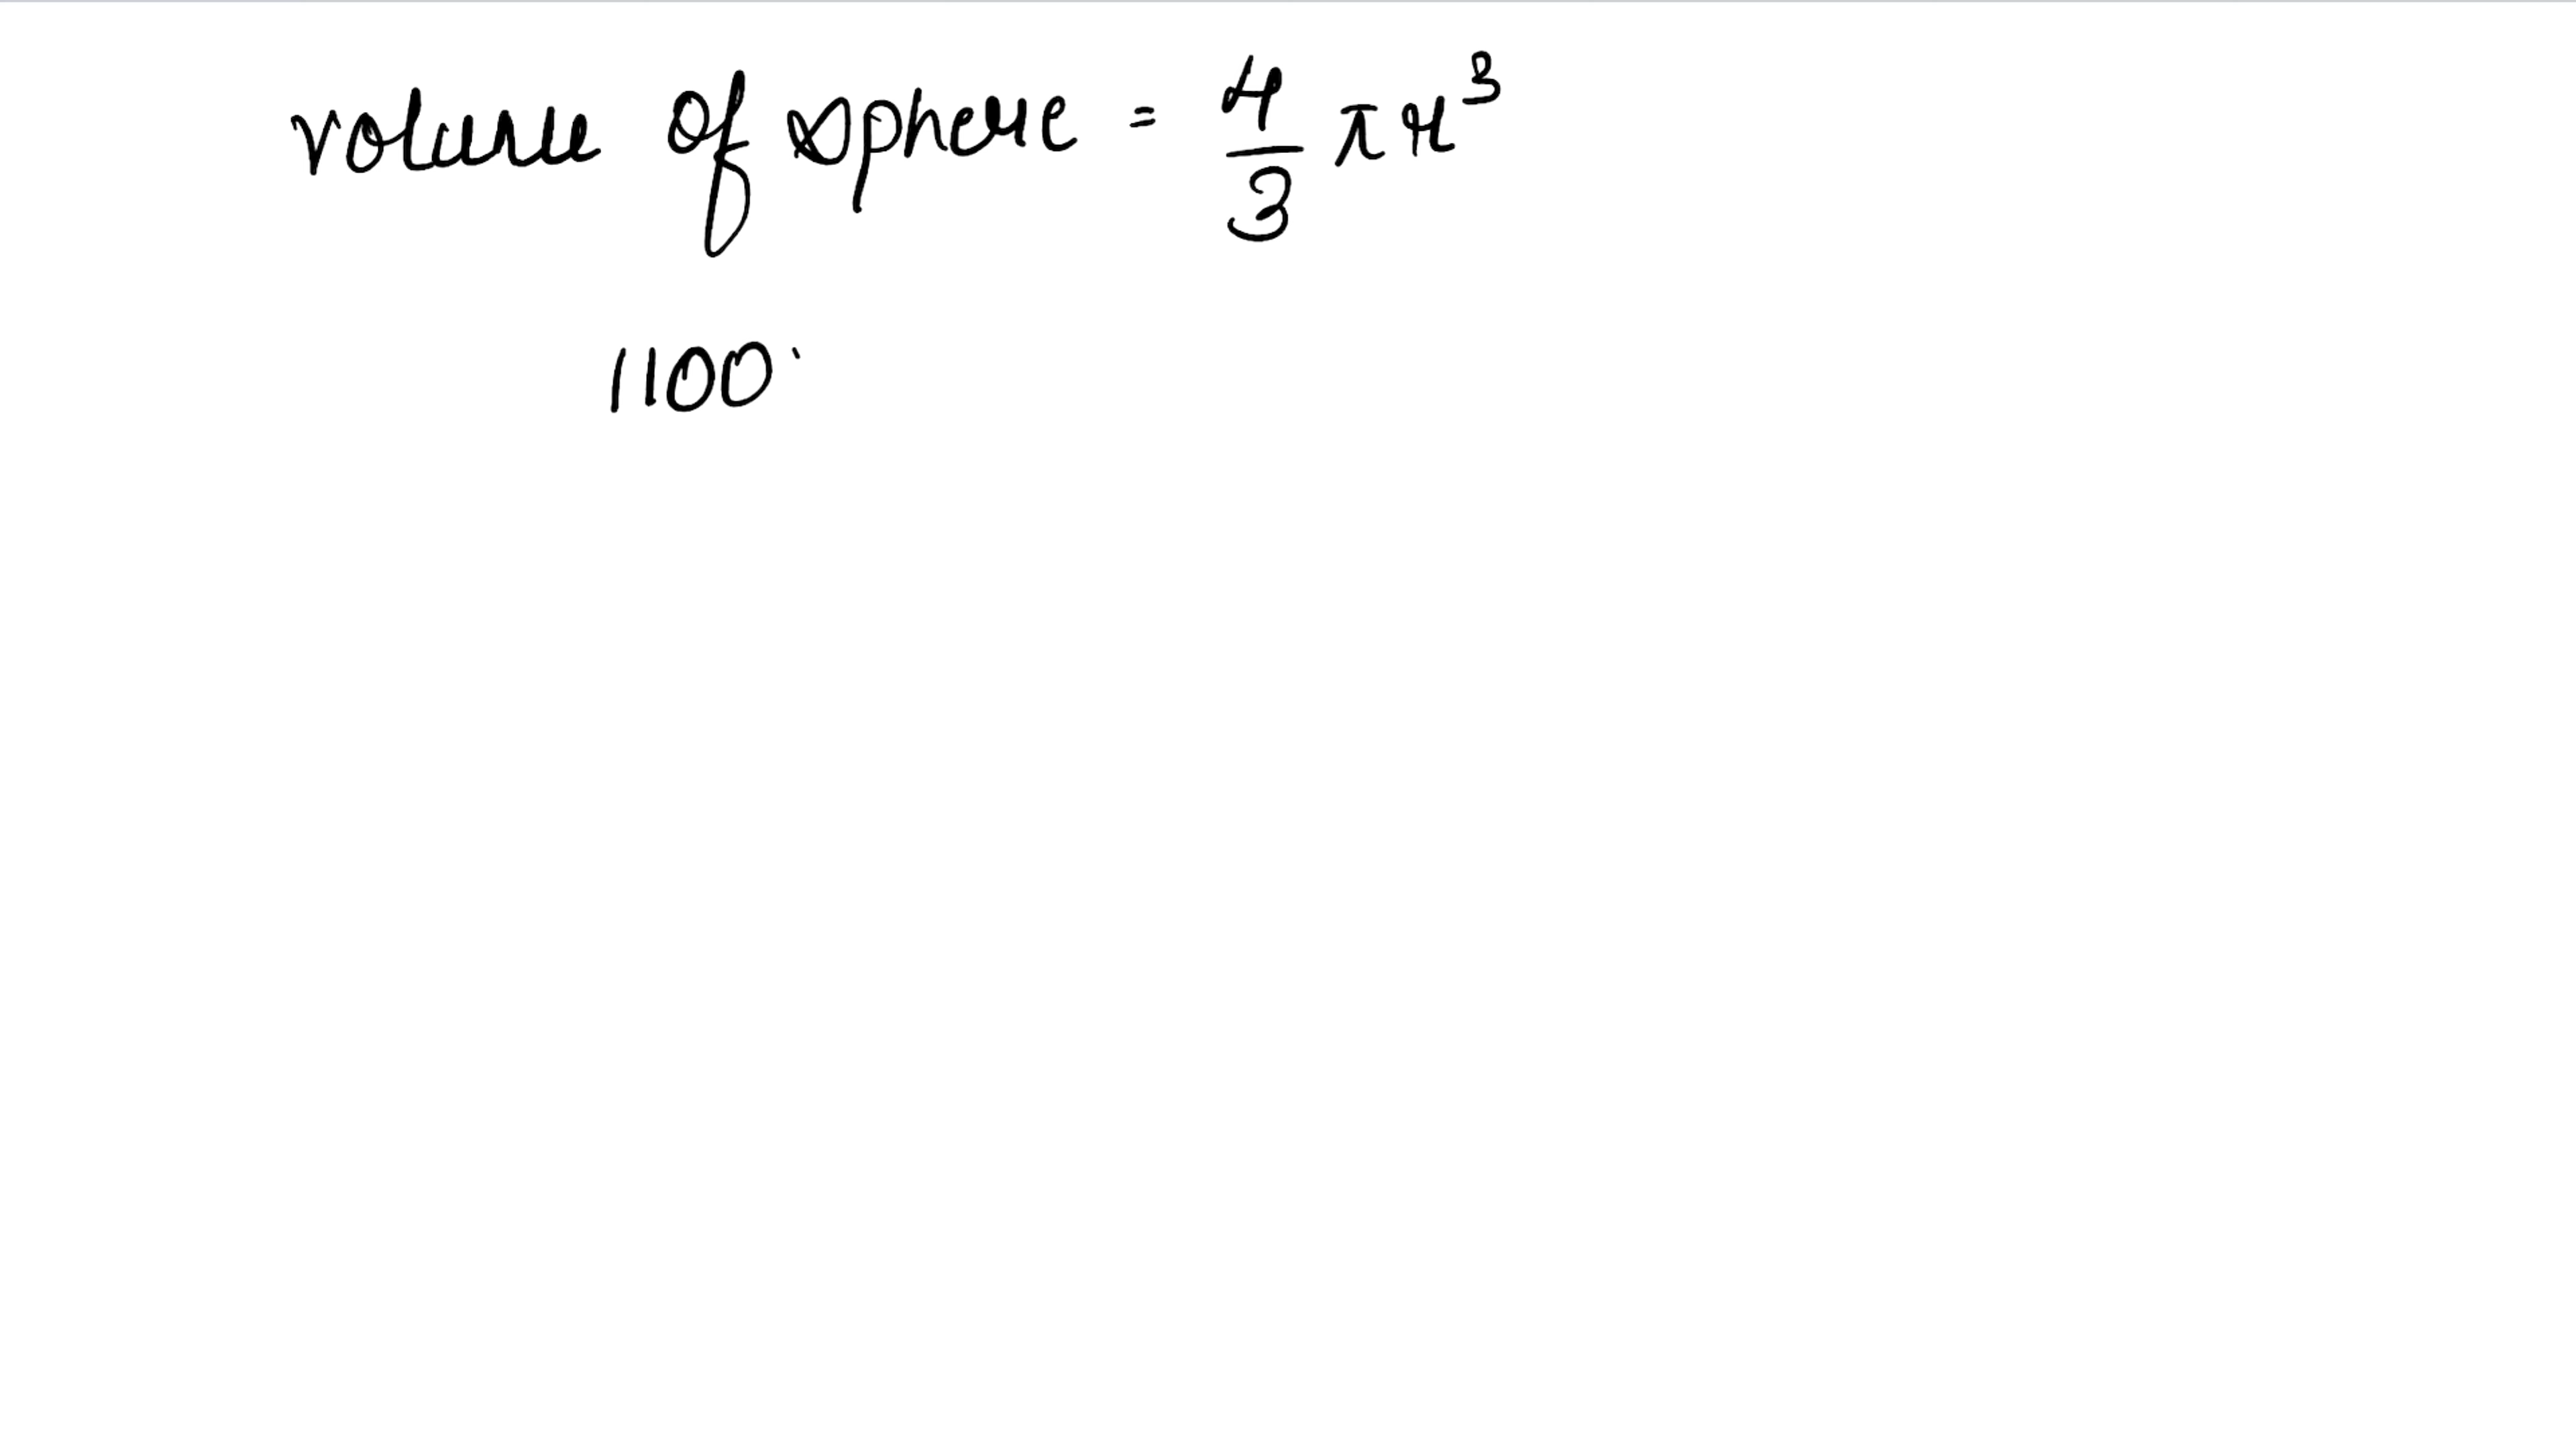 volume of sphere = 4/3 πr³
1100